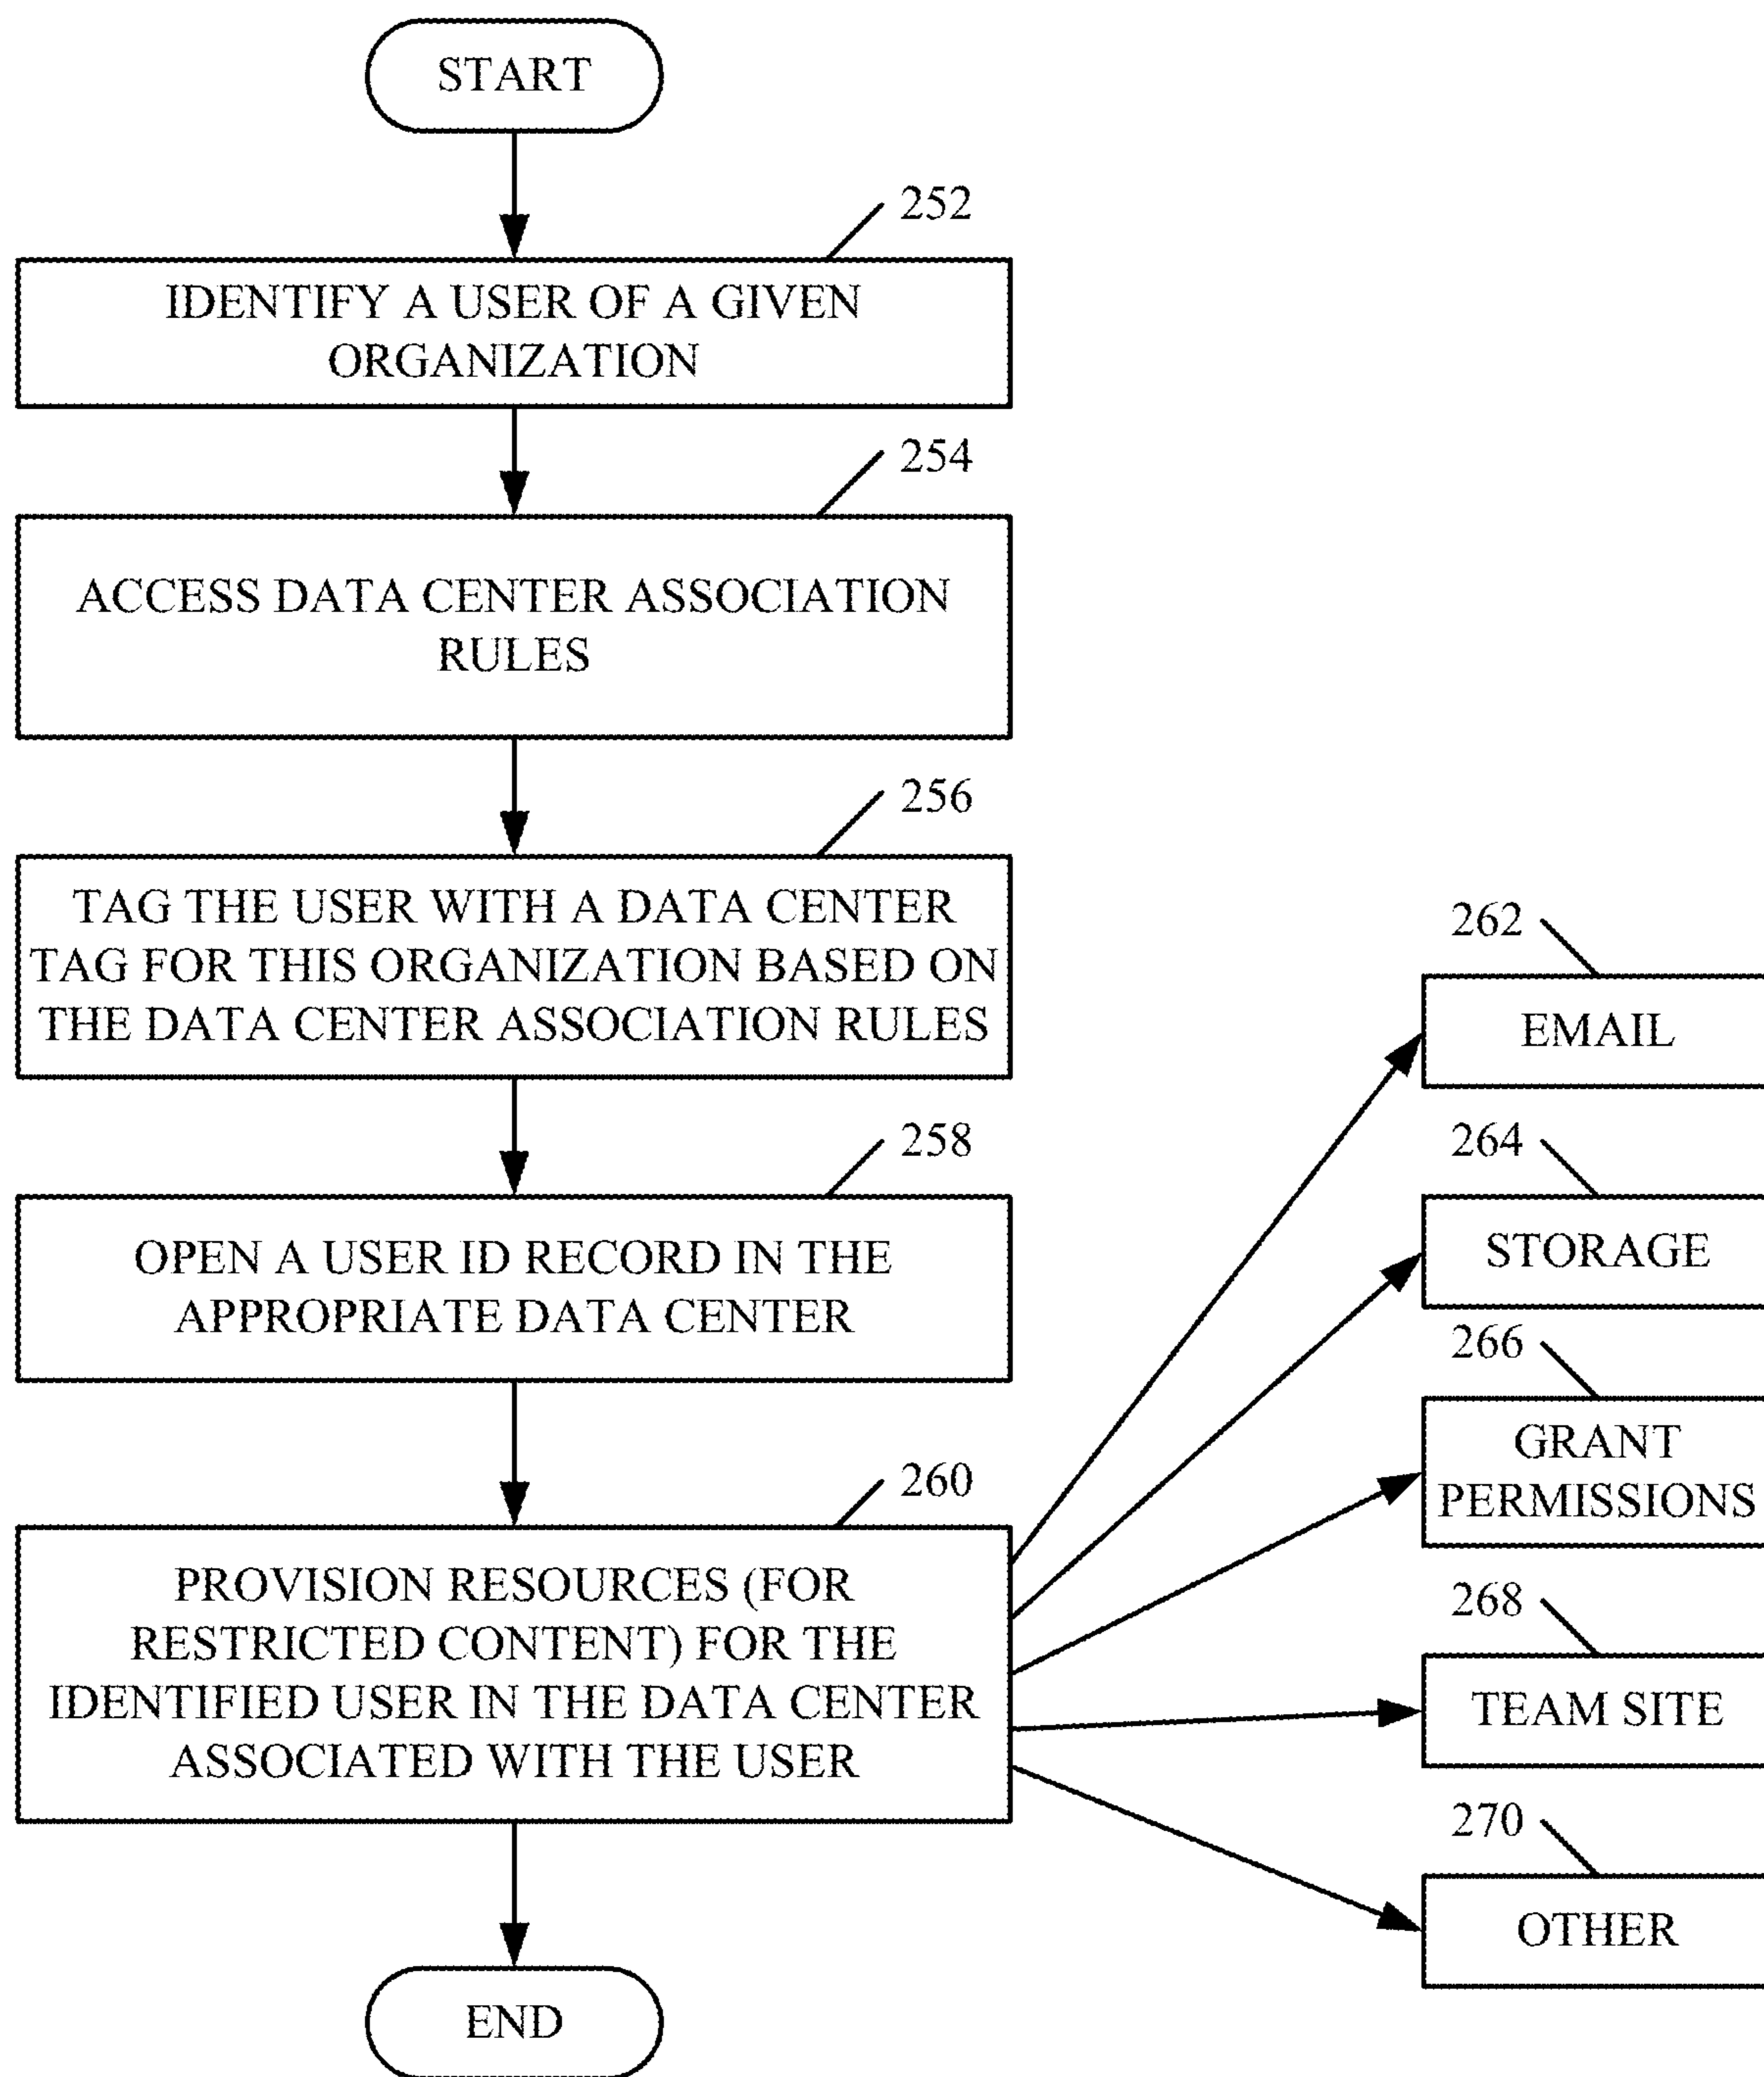 START
252
IDENTIFY A USER OF A GIVEN
ORGANIZATION
254
ACCESS DATA CENTER ASSOCIATION
RULES
256
TAG THE USER WITH A DATA CENTER
TAG FOR THIS ORGANIZATION BASED ON
THE DATA CENTER ASSOCIATION RULES
258
OPEN A USER ID RECORD IN THE
APPROPRIATE DATA CENTER
260
PROVISION RESOURCES (FOR
RESTRICTED CONTENT) FOR THE
IDENTIFIED USER IN THE DATA CENTER
ASSOCIATED WITH THE USER
END
262
EMAIL
264
STORAGE
266
GRANT
PERMISSIONS
268
TEAM SITE
270
OTHER